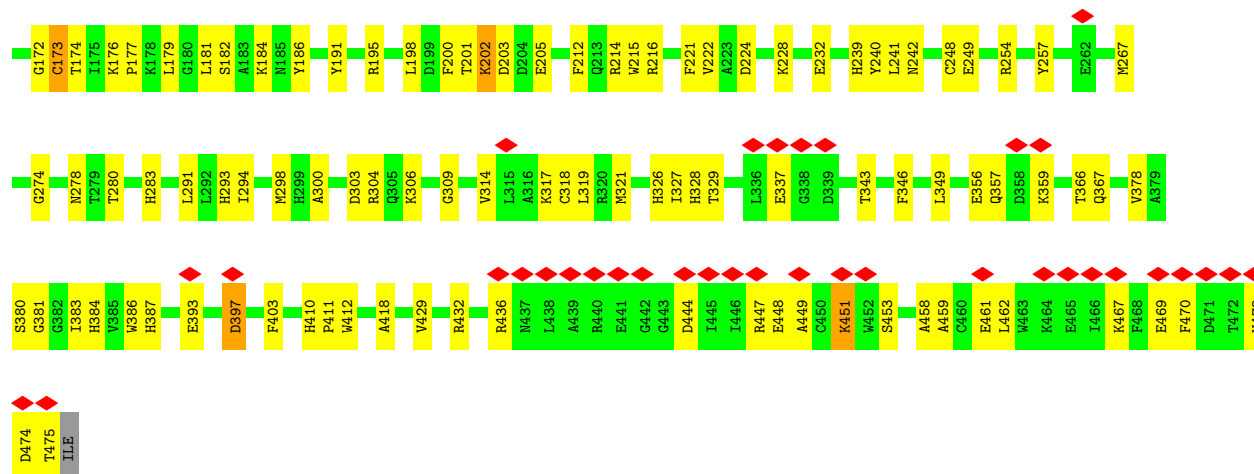 G172 C173 T174 I175 K176 P177 K178 L179 G180 L181 S182 A183 K184 N185 Y186 Y191 R195 L198 D199 F200 T201 K202 D203 D204 E205 F212 Q213 R214 W215 R216 F221 V222 A223 D224 K228 E232 H239 Y240 L241 N242 C248 E249 R254 Y257 E262 M267
G274 N278 T279 T280 H283 L291 L292 H293 I294 M298 H299 A300 D303 R304 Q305 K306 G309 V314 L315 A316 K317 C318 L319 R320 M321 H326 I327 H328 T329 L336 E337 G338 D339 T343 F346 L349 E356 Q357 D358 K359 T366 Q367 V378 A379
S380 G381 G382 I383 H384 V385 W386 H387 E393 D397 F403 H410 P411 W412 A418 V429 R432 R436 N437 L438 A439 R440 E441 G442 G443 D444 I445 I446 R447 E448 A449 C450 K451 W452 S453 A458 A459 C460 E461 L462 W463 K464 E465 I466 K467 F468 E469 F470 D471 T472
D474 T475 ILE